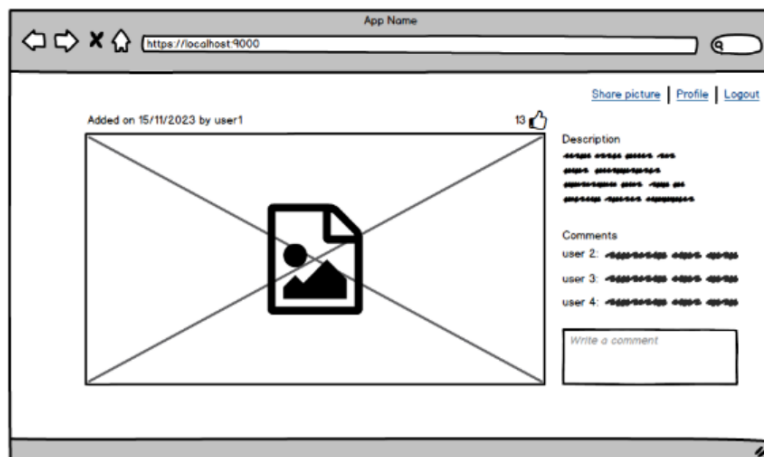 App Name
https://localhost:9000
Share picture Profile Logout
Added on 15/11/2023 by user1
13
Description
Comments
user 2:
user 3:
user 4:
Write a comment